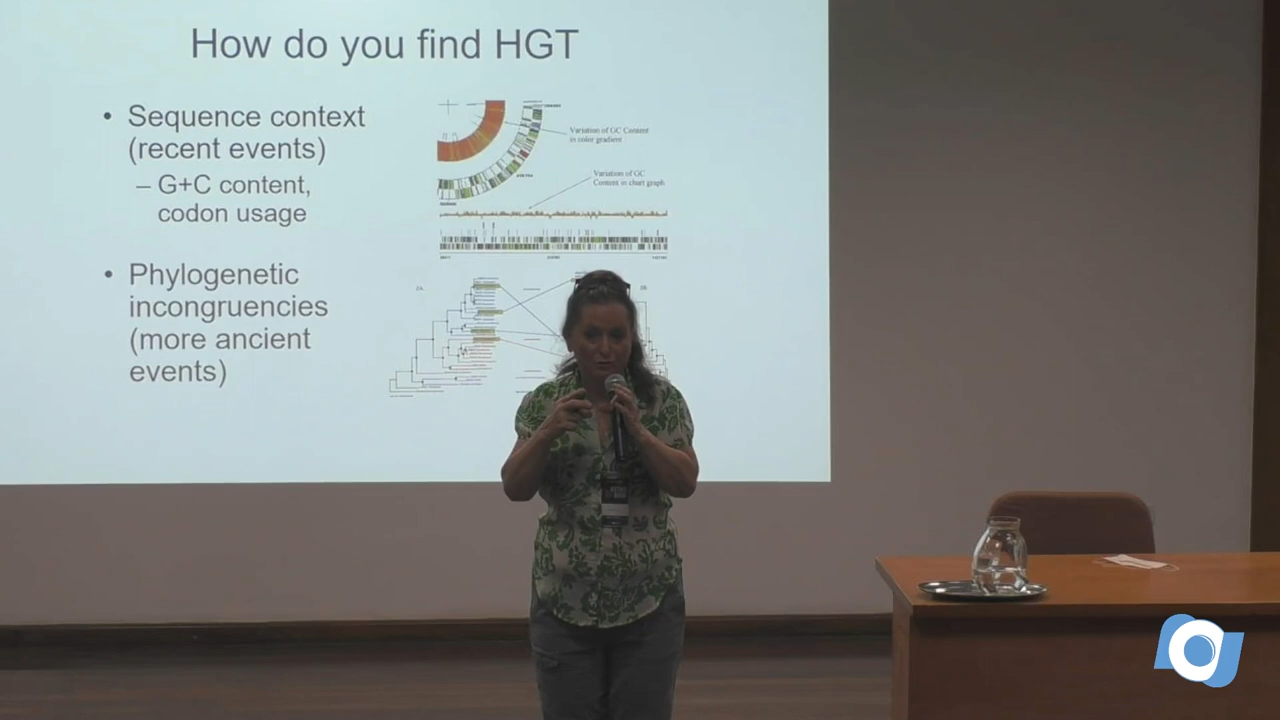 How do you find HGT
• Sequence context
(recent events)
– G+C content,
codon usage
• Phylogenetic
incongruencies
(more ancient
events)
Variation of GC Content
in color gradient
Variation of GC
Content in chart graph